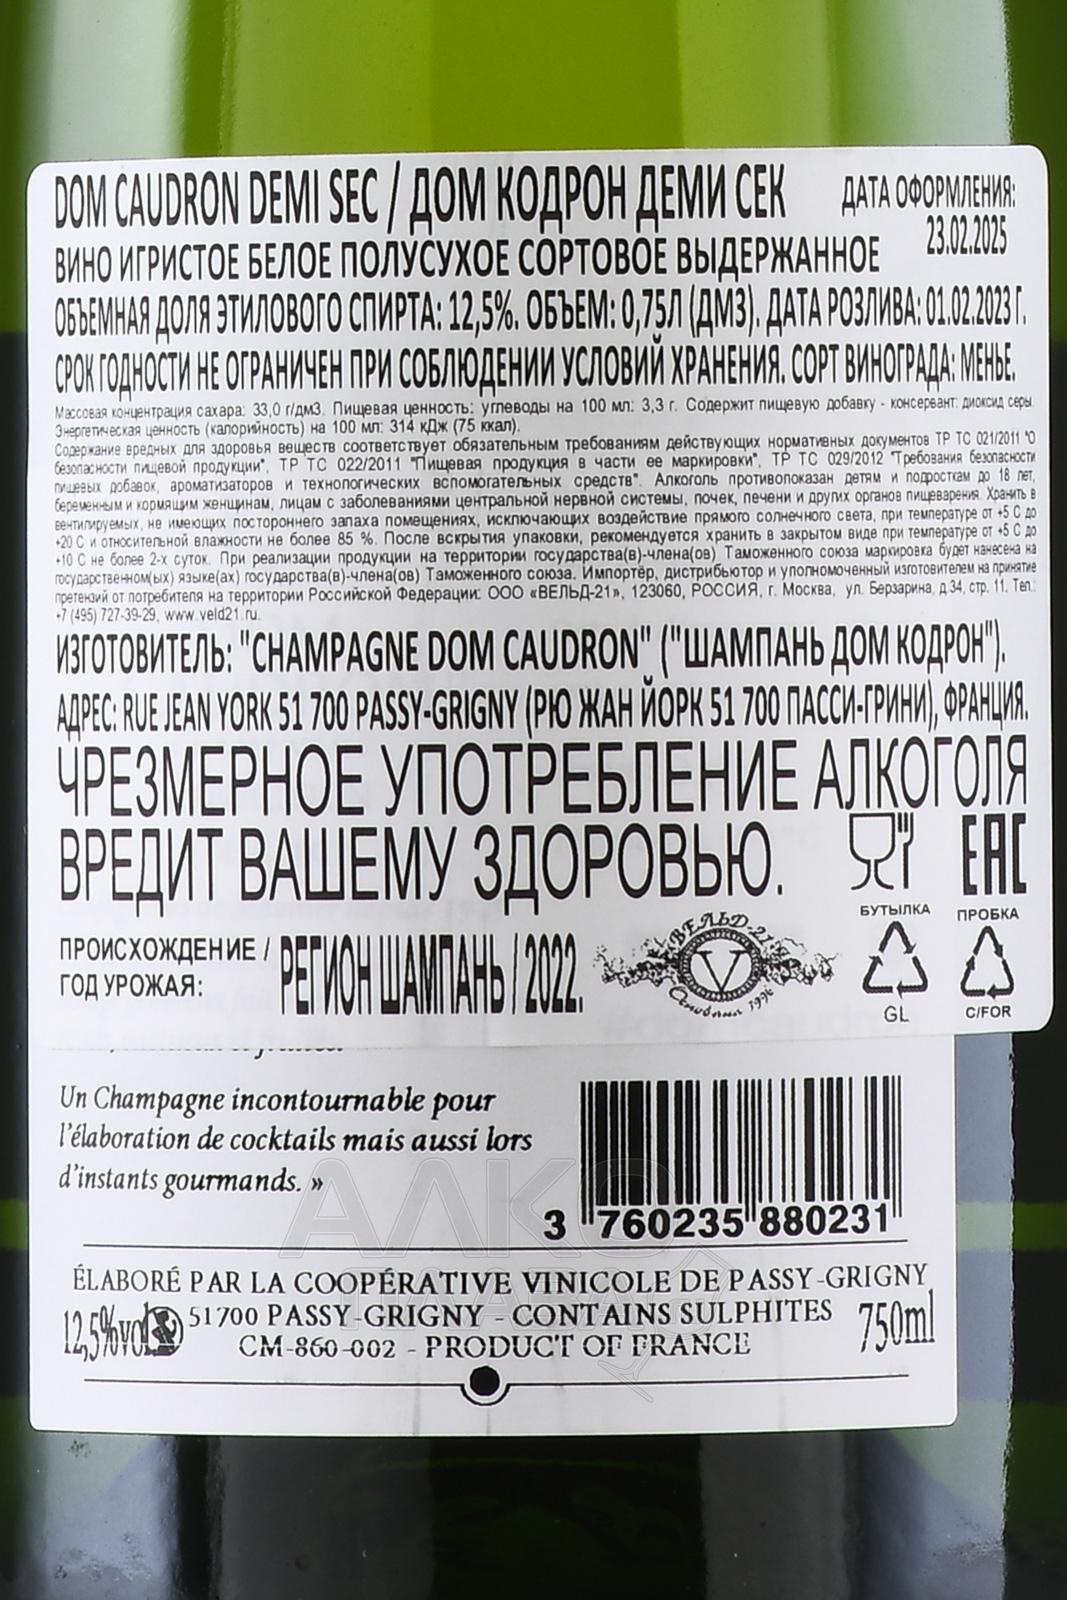 DOM CAUDRON DEMI SEC / ДОМ КОДРОН ДЕМИ СЕК
ДАТА ОФОРМЛЕНИЯ:
23.02.2025
ВИНО ИГРИСТОЕ БЕЛОЕ ПОЛУСУХОЕ СОРТОВОЕ ВЫДЕРЖАННОЕ
ОБЪЕМНАЯ ДОЛЯ ЭТИЛОВОГО СПИРТА: 12,5%. ОБЪЕМ: 0,75Л (ДМ3). ДАТА РОЗЛИВА: 01.02.2023 Г.
СРОК ГОДНОСТИ НЕ ОГРАНИЧЕН ПРИ СОБЛЮДЕНИИ УСЛОВИЙ ХРАНЕНИЯ. СОРТ ВИНОГРАДА: МЕНЬЕ.
Массовая концентрация сахара: 33,0 г/дм3. Пищевая ценность: углеводы на 100 мл: 3,3 г. Содержит пищевую добавку - консервант: диоксид серы.
Энергетическая ценность (калорийность) на 100 мл: 314 кДж (75 ккал).
Содержание вредных для здоровья веществ соответствует обязательным требованиям действующих нормативных документов ТР ТС 021/2011 "О
безопасности пищевой продукции", ТР ТС 022/2011 "Пищевая продукция в части ее маркировки", ТР ТС 029/2012 "Требования безопасности
пищевых добавок, ароматизаторов и технологических вспомогательных средств". Алкоголь противопоказан детям и подросткам до 18 лет,
беременным и кормящим женщинам, лицам с заболеваниями центральной нервной системы, почек, печени и других органов пищеварения. Хранить в
вентилируемых, не имеющих постороннего запаха помещениях, исключающих воздействие прямого солнечного света, при температуре от +5 С до
+20 С и относительной влажности не более 85 %. После вскрытия упаковки, рекомендуется хранить в закрытом виде при температуре от +5 С до
+10 С не более 2-х суток. При реализации продукции на территории государства(в)-члена(ов) Таможенного союза маркировка будет нанесена на
государственном(ых) языке(ах) государства(в)-члена(ов) Таможенного союза. Импортёр, дистрибьютор и уполномоченный изготовителем на принятие
претензий от потребителя на территории Российской Федерации: ООО «ВЕЛЬД-21», 123060, РОССИЯ, г. Москва, ул. Берзарина, д.34, стр. 11. Тел.:
+7 (495) 727-39-29, www.veld21.ru.
ИЗГОТОВИТЕЛЬ: "CHAMPAGNE DOM CAUDRON" ("ШАМПАНЬ ДОМ КОДРОН").
АДРЕС: RUE JEAN YORK 51 700 PASSY-GRIGNY (РЮ ЖАН ЙОРК 51 700 ПАССИ-ГРИНИ), ФРАНЦИЯ.
ЧРЕЗМЕРНОЕ УПОТРЕБЛЕНИЕ АЛКОГОЛЯ
ВРЕДИТ ВАШЕМУ ЗДОРОВЬЮ.
EAC
БУТЫЛКА ПРОБКА
ПРОИСХОЖДЕНИЕ /
ГОД УРОЖАЯ:
РЕГИОН ШАМПАНЬ / 2022.
ВЕЛЬД-21
V
Основана 1996
GL C/FOR
Un Champagne incontournable pour
l'élaboration de cocktails mais aussi lors
d'instants gourmands. »
3 760235 880231
ÉLABORÉ PAR LA COOPÉRATIVE VINICOLE DE PASSY-GRIGNY
12,5%vol
51700 PASSY-GRIGNY - CONTAINS SULPHITES
750ml
CM-860-002 - PRODUCT OF FRANCE
АЛКО
ПЛАЗА